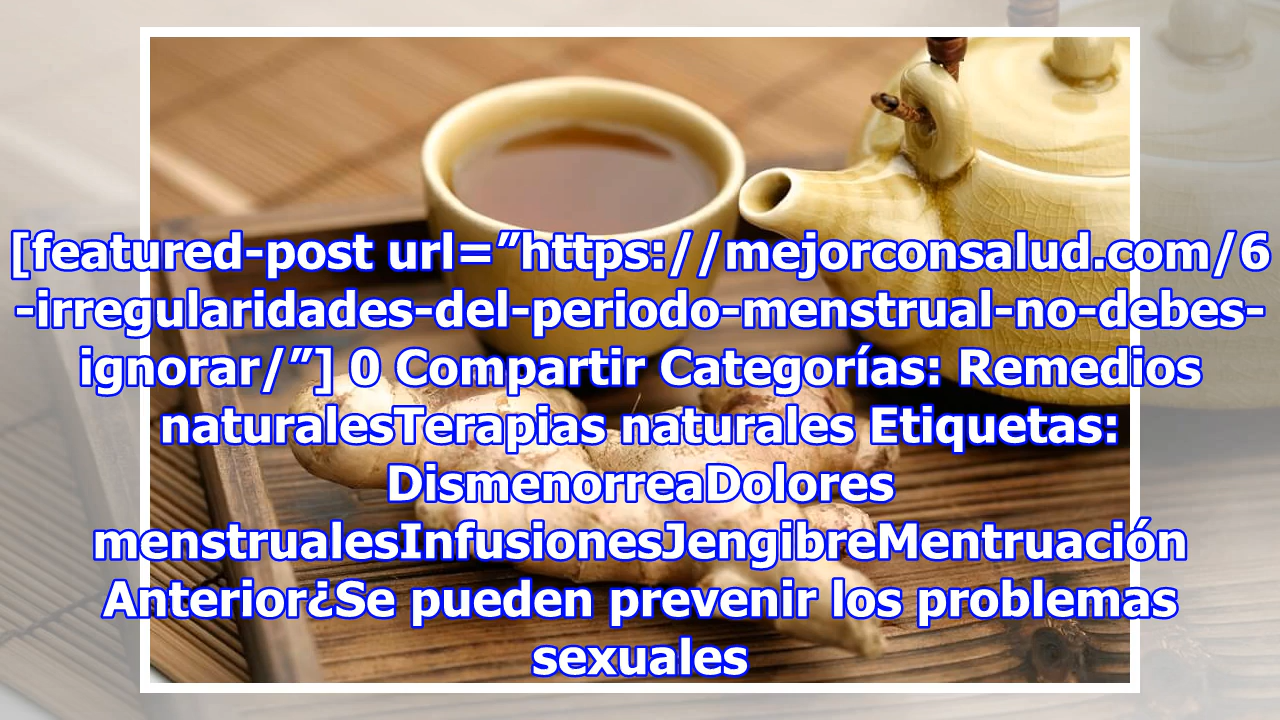 [featured-post url=”https://mejorconsalud.com/6
-irregularidades-del-periodo-menstrual-no-debes-
ignorar/”] 0 Compartir Categorías: Remedios
naturalesTerapias naturales Etiquetas:
DismenorreaDolores
menstrualesInfusionesJengibreMentruación
Anterior¿Se pueden prevenir los problemas
sexuales